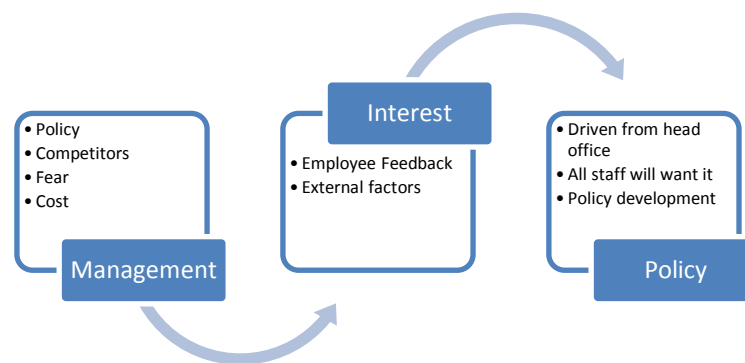 • Policy
• Competitors
• Fear
• Cost
Management
Interest
• Employee Feedback
• External factors
• Driven from head
office
• All staff will want it
• Policy development
Policy